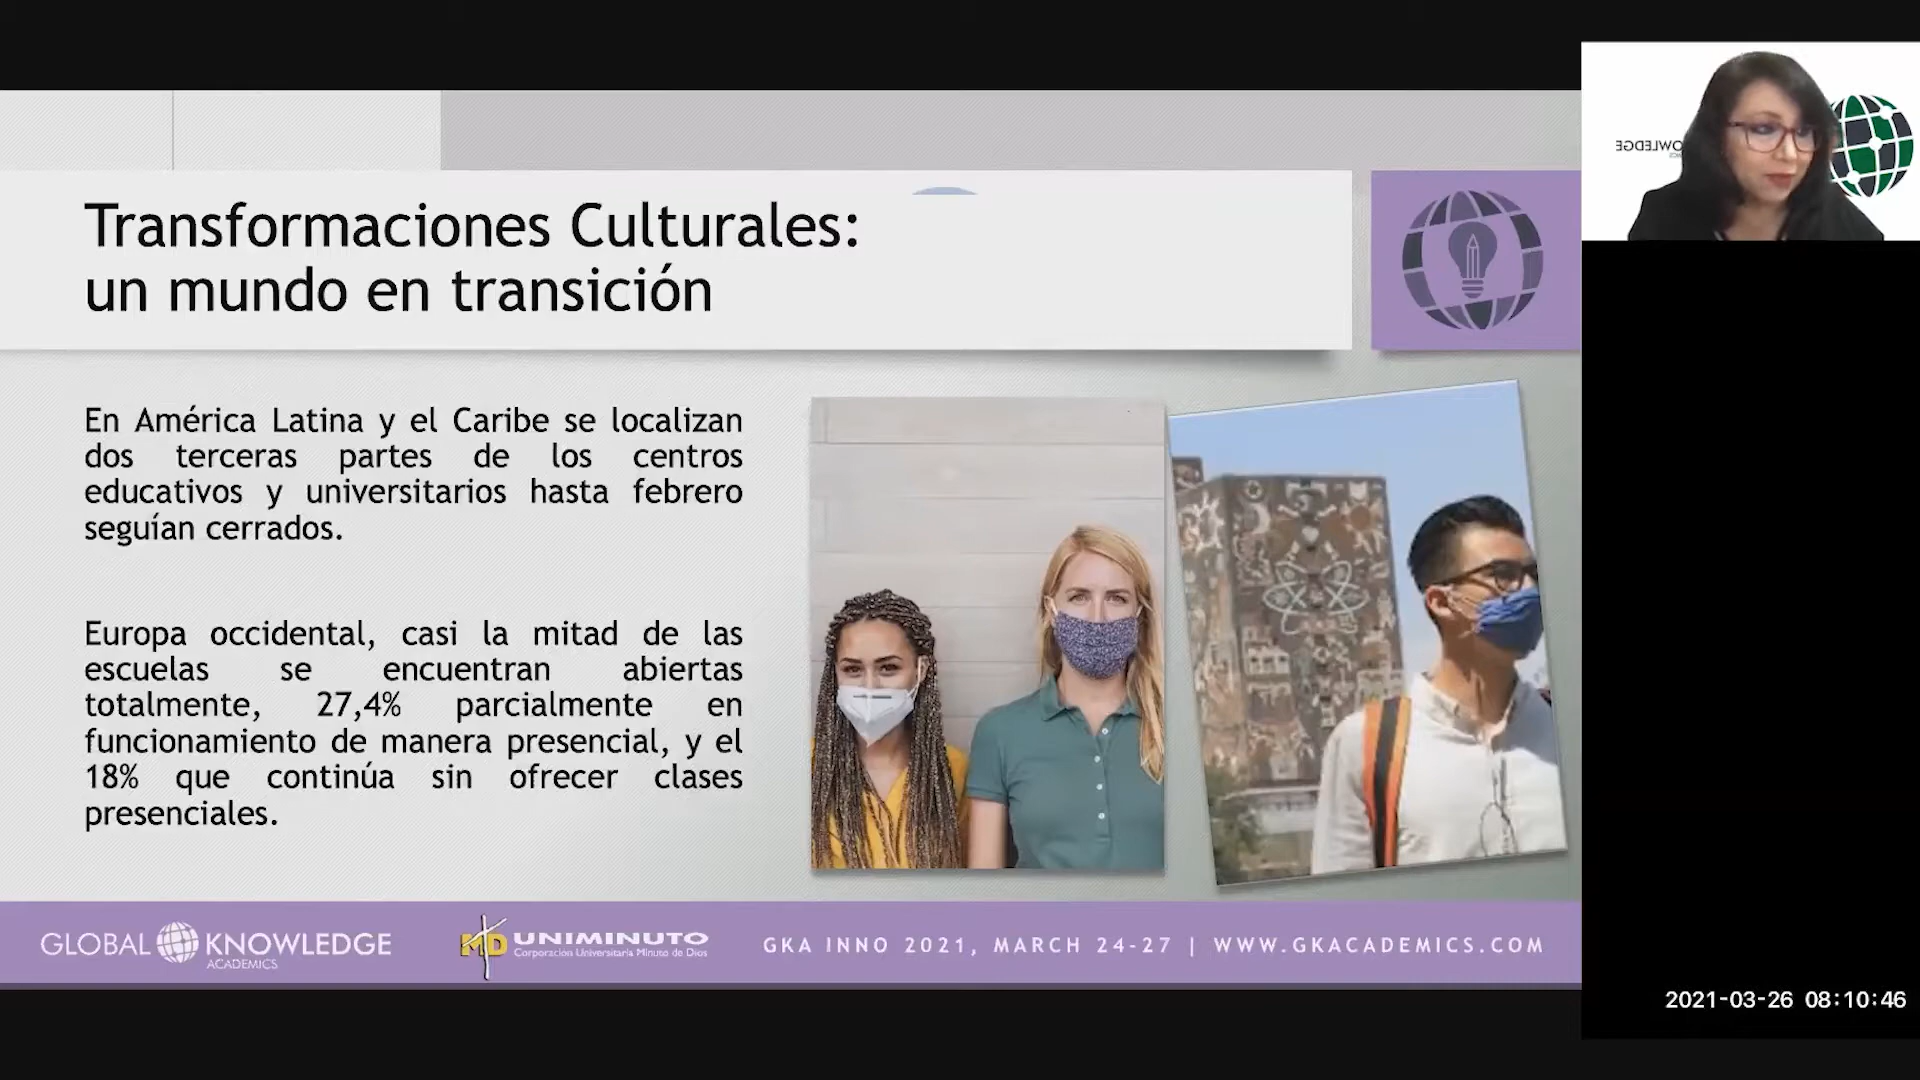 Transformaciones Culturales:
un mundo en transición
En América Latina y el Caribe se localizan
dos terceras partes de los centros
educativos y universitarios hasta febrero
seguían cerrados.
Europa occidental, casi la mitad de las
escuelas se encuentran abiertas
totalmente, 27,4% parcialmente en
funcionamiento de manera presencial, y el
18% que continúa sin ofrecer clases
presenciales.
GLOBAL KNOWLEDGE
ACADEMICS
MD UNIMINUTO
Corporación Universitaria Minuto de Dios
GKA INNO 2021, MARCH 24-27 | WWW.GKACADEMICS.COM
2021-03-26 08:10:46